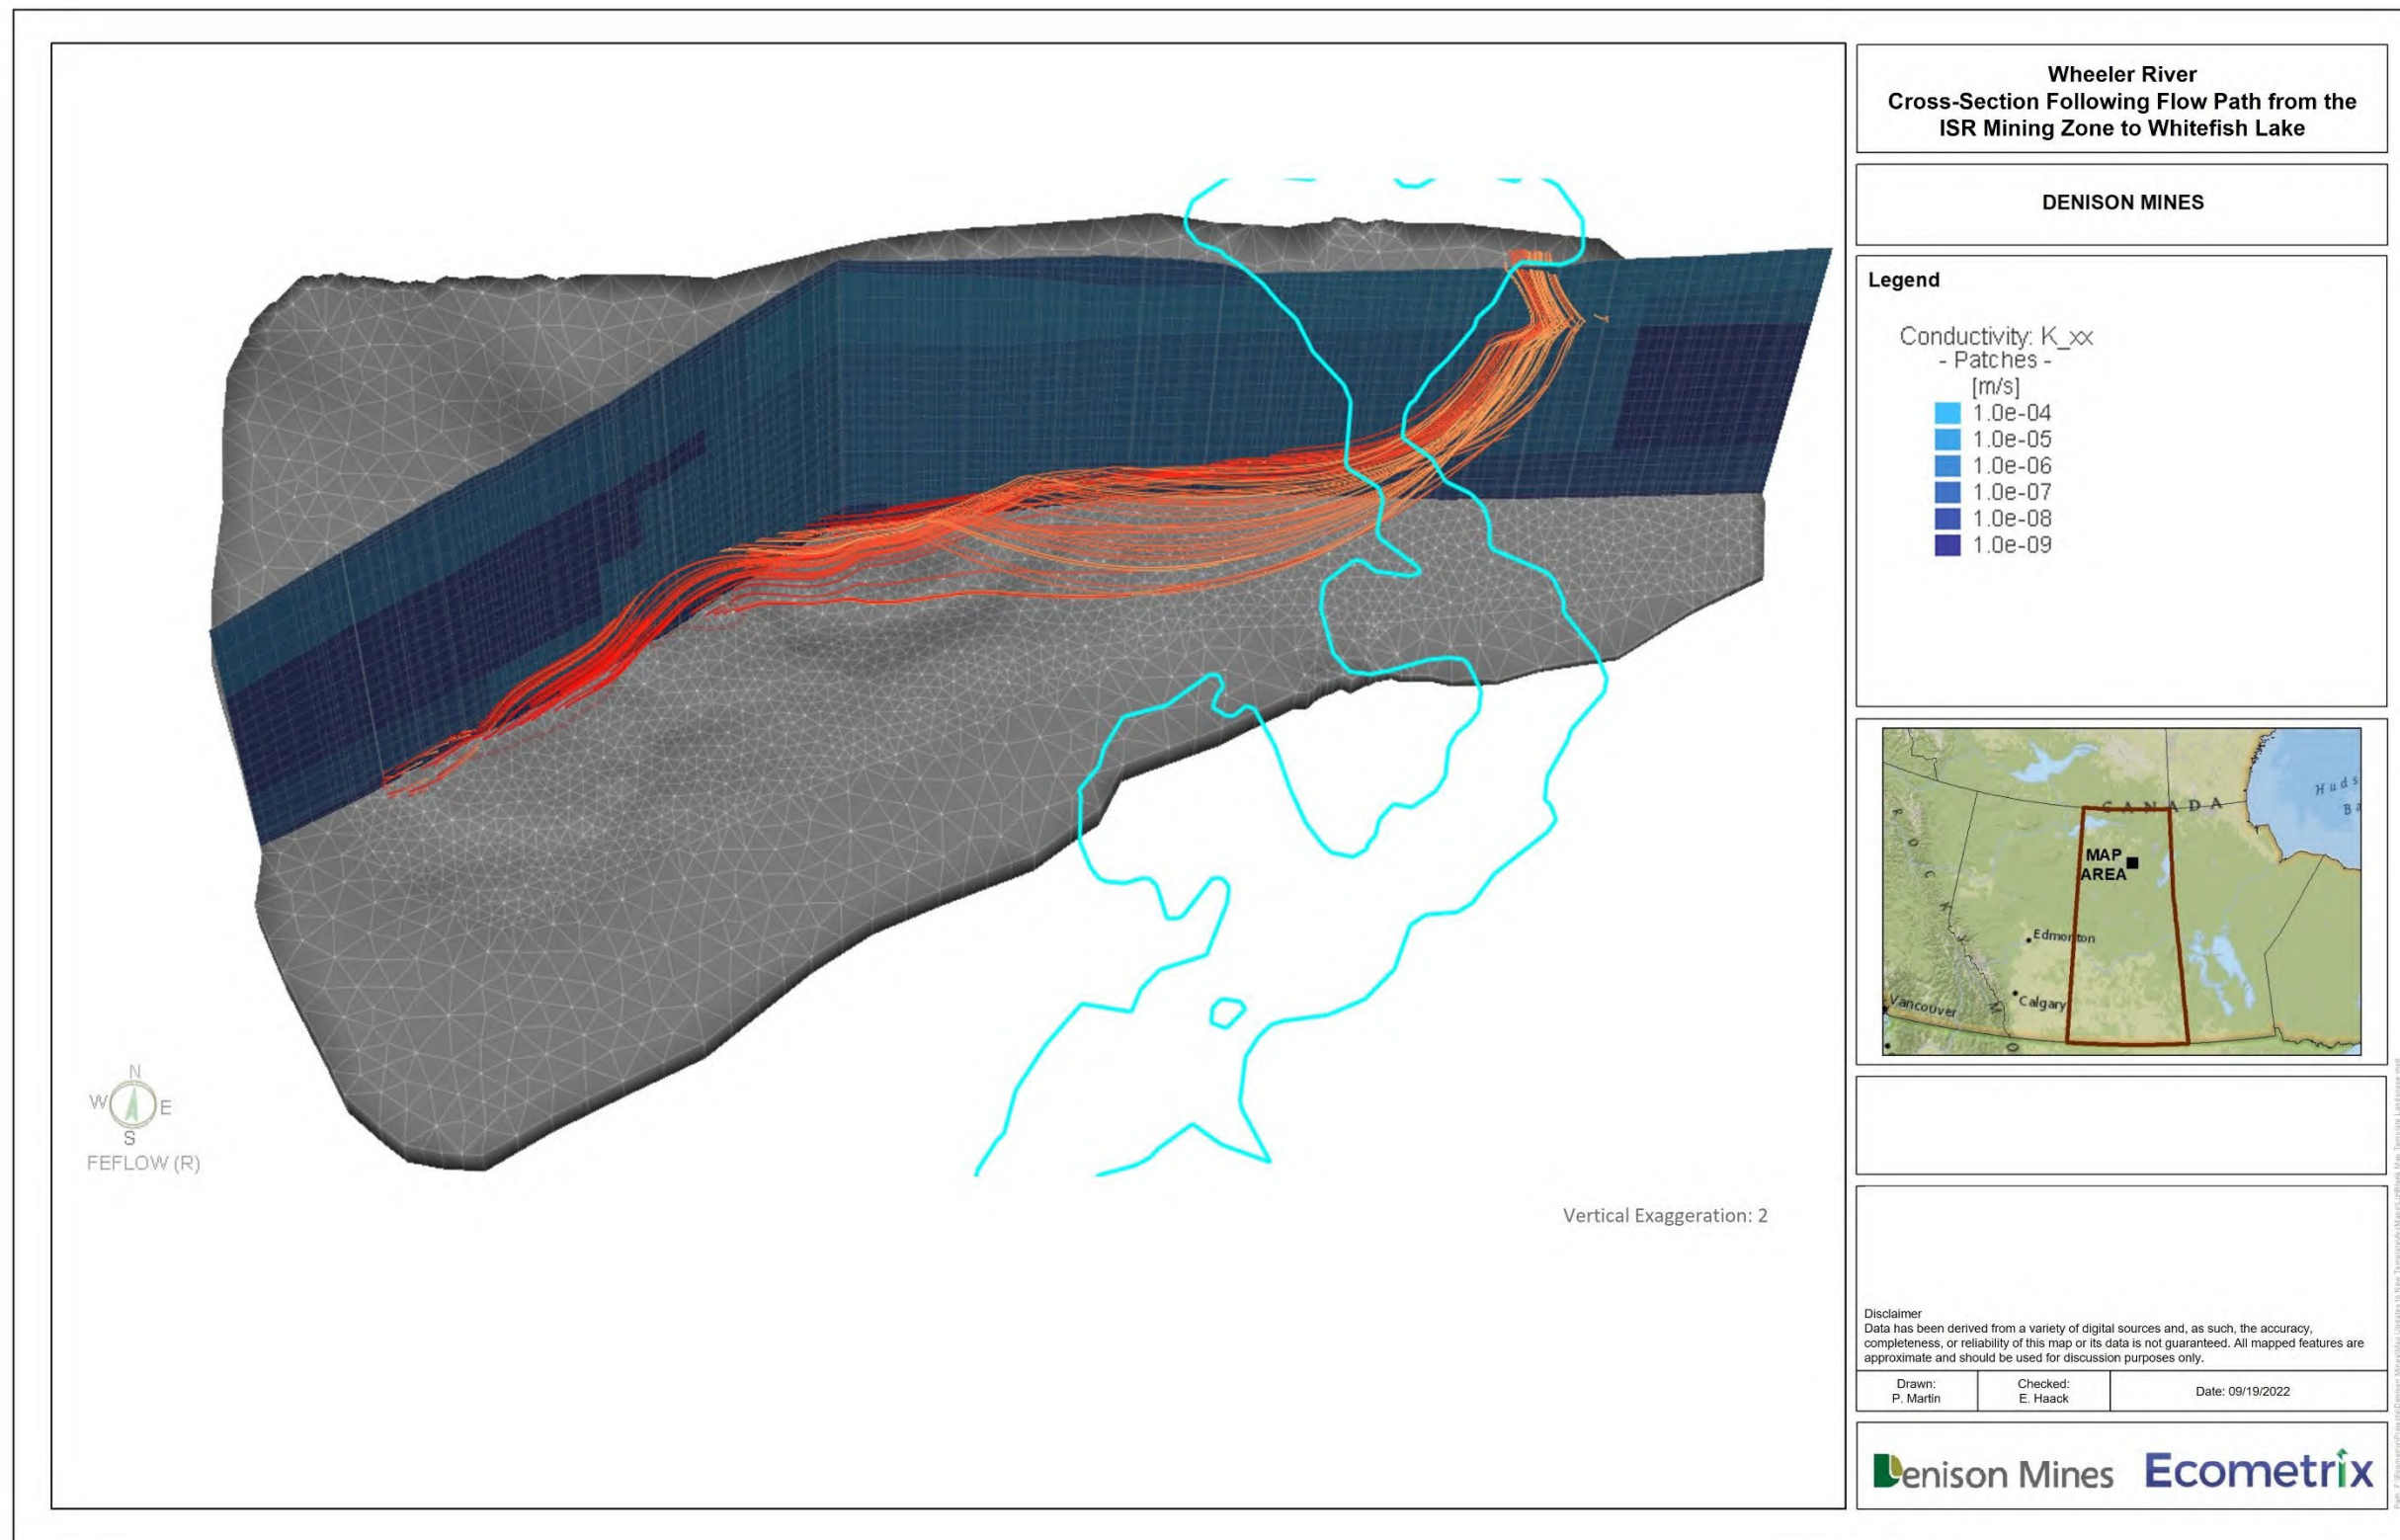 Wheeler River
Cross-Section Following Flow Path from the
ISR Mining Zone to Whitefish Lake
DENISON MINES
Legend
Conductivity: K_xx
- Patches -
[m/s]
1.0e-04
1.0e-05
1.0e-06
1.0e-07
1.0e-08
1.0e-09
CANADA
Huds
Ba
ROCKY
MO
MAP
AREA
Edmonton
Calgary
Vancouver
N
W E
S
FEFLOW (R)
Vertical Exaggeration: 2
Disclaimer
Data has been derived from a variety of digital sources and, as such, the accuracy,
completeness, or reliability of this map or its data is not guaranteed. All mapped features are
approximate and should be used for discussion purposes only.
Drawn:
P. Martin
Checked:
E. Haack
Date: 09/19/2022
Denison Mines
Ecometrix